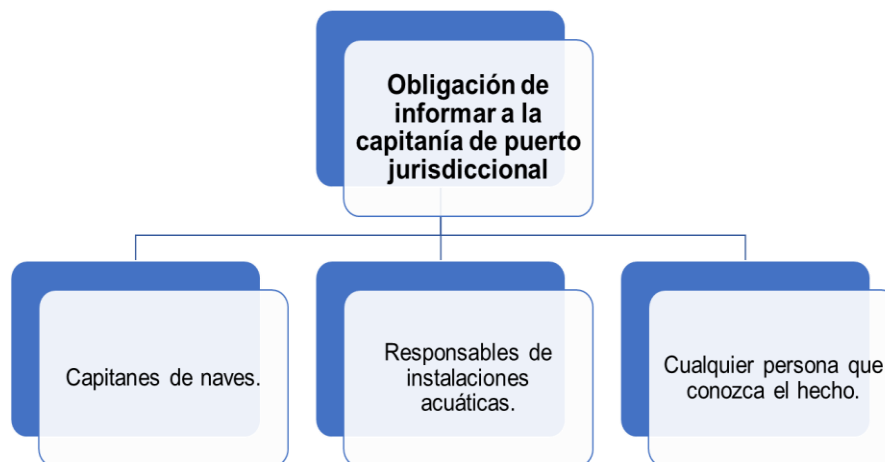 Obligación de
informar a la
capitanía de puerto
jurisdiccional
Capitanes de naves.
Responsables de
instalaciones
acuáticas.
Cualquier persona que
conozca el hecho.